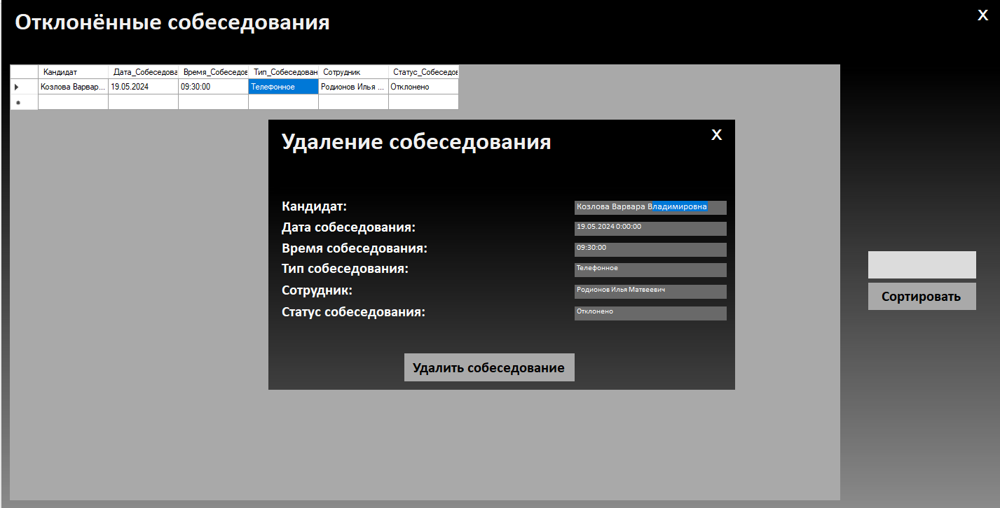 Отклонённые собеседования
X
Кандидат Дата_Собеседова Время_Собеседов Тип_Собеседован Сотрудник Статус_Собеседов
Козлова Варвар... 19.05.2024 09:30:00 Телефонное Родионов Илья ... Отклонено
Удаление собеседования
X
Кандидат: Козлова Варвара Владимировна
Дата собеседования: 19.05.2024 0:00:00
Время собеседования: 09:30:00
Тип собеседования: Телефонное
Сотрудник: Родионов Илья Матвеевич
Статус собеседования: Отклонено
Сортировать
Удалить собеседование